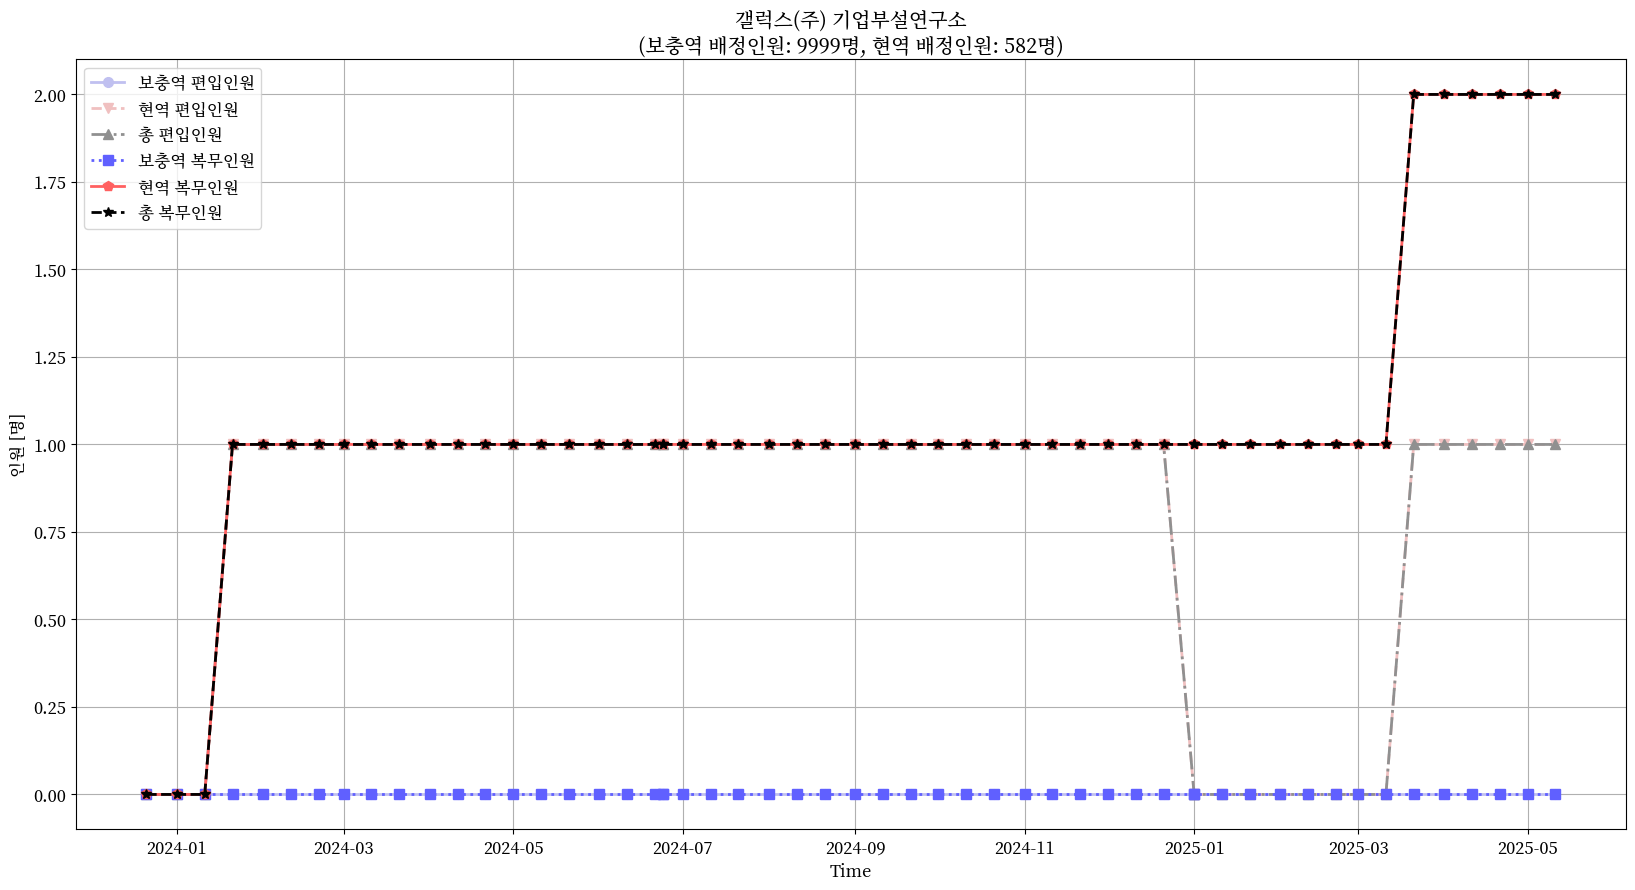 갤럭스(주) 기업부설연구소
(보충역 배정인원: 9999명, 현역 배정인원: 582명)
보충역 편입인원
현역 편입인원
총 편입인원
보충역 복무인원
현역 복무인원
총 복무인원
인원 [명]
2.00
1.75
1.50
1.25
1.00
0.75
0.50
0.25
0.00
2024-01 2024-03 2024-05 2024-07 2024-09 2024-11 2025-01 2025-03 2025-05
Time